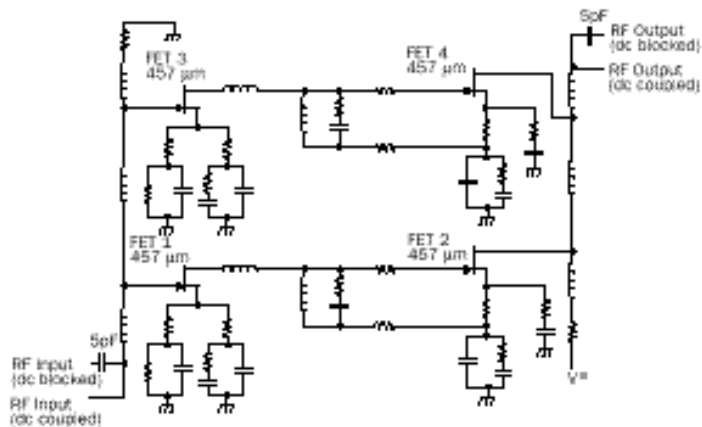 5pF
RF Output
(dc blocked)
RF Output
(dc coupled)
FET 3
457 µm
FET 4
457 µm
FET 1
457 µm
FET 2
457 µm
5pF
RF Input
(dc blocked)
RF Input
(dc coupled)